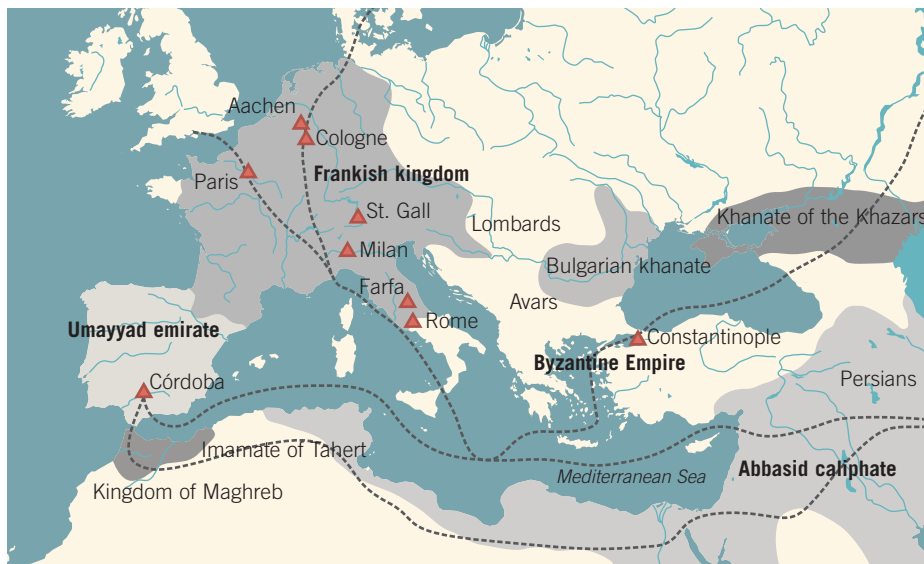 Aachen
Cologne
Paris
Frankish kingdom
St. Gall
Lombards
Khanate of the Khazars
Milan
Bulgarian khanate
Farfa
Avars
Rome
Umayyad emirate
Constantinople
Byzantine Empire
Persians
Córdoba
Imamate of Tahert
Mediterranean Sea
Abbasid caliphate
Kingdom of Maghreb